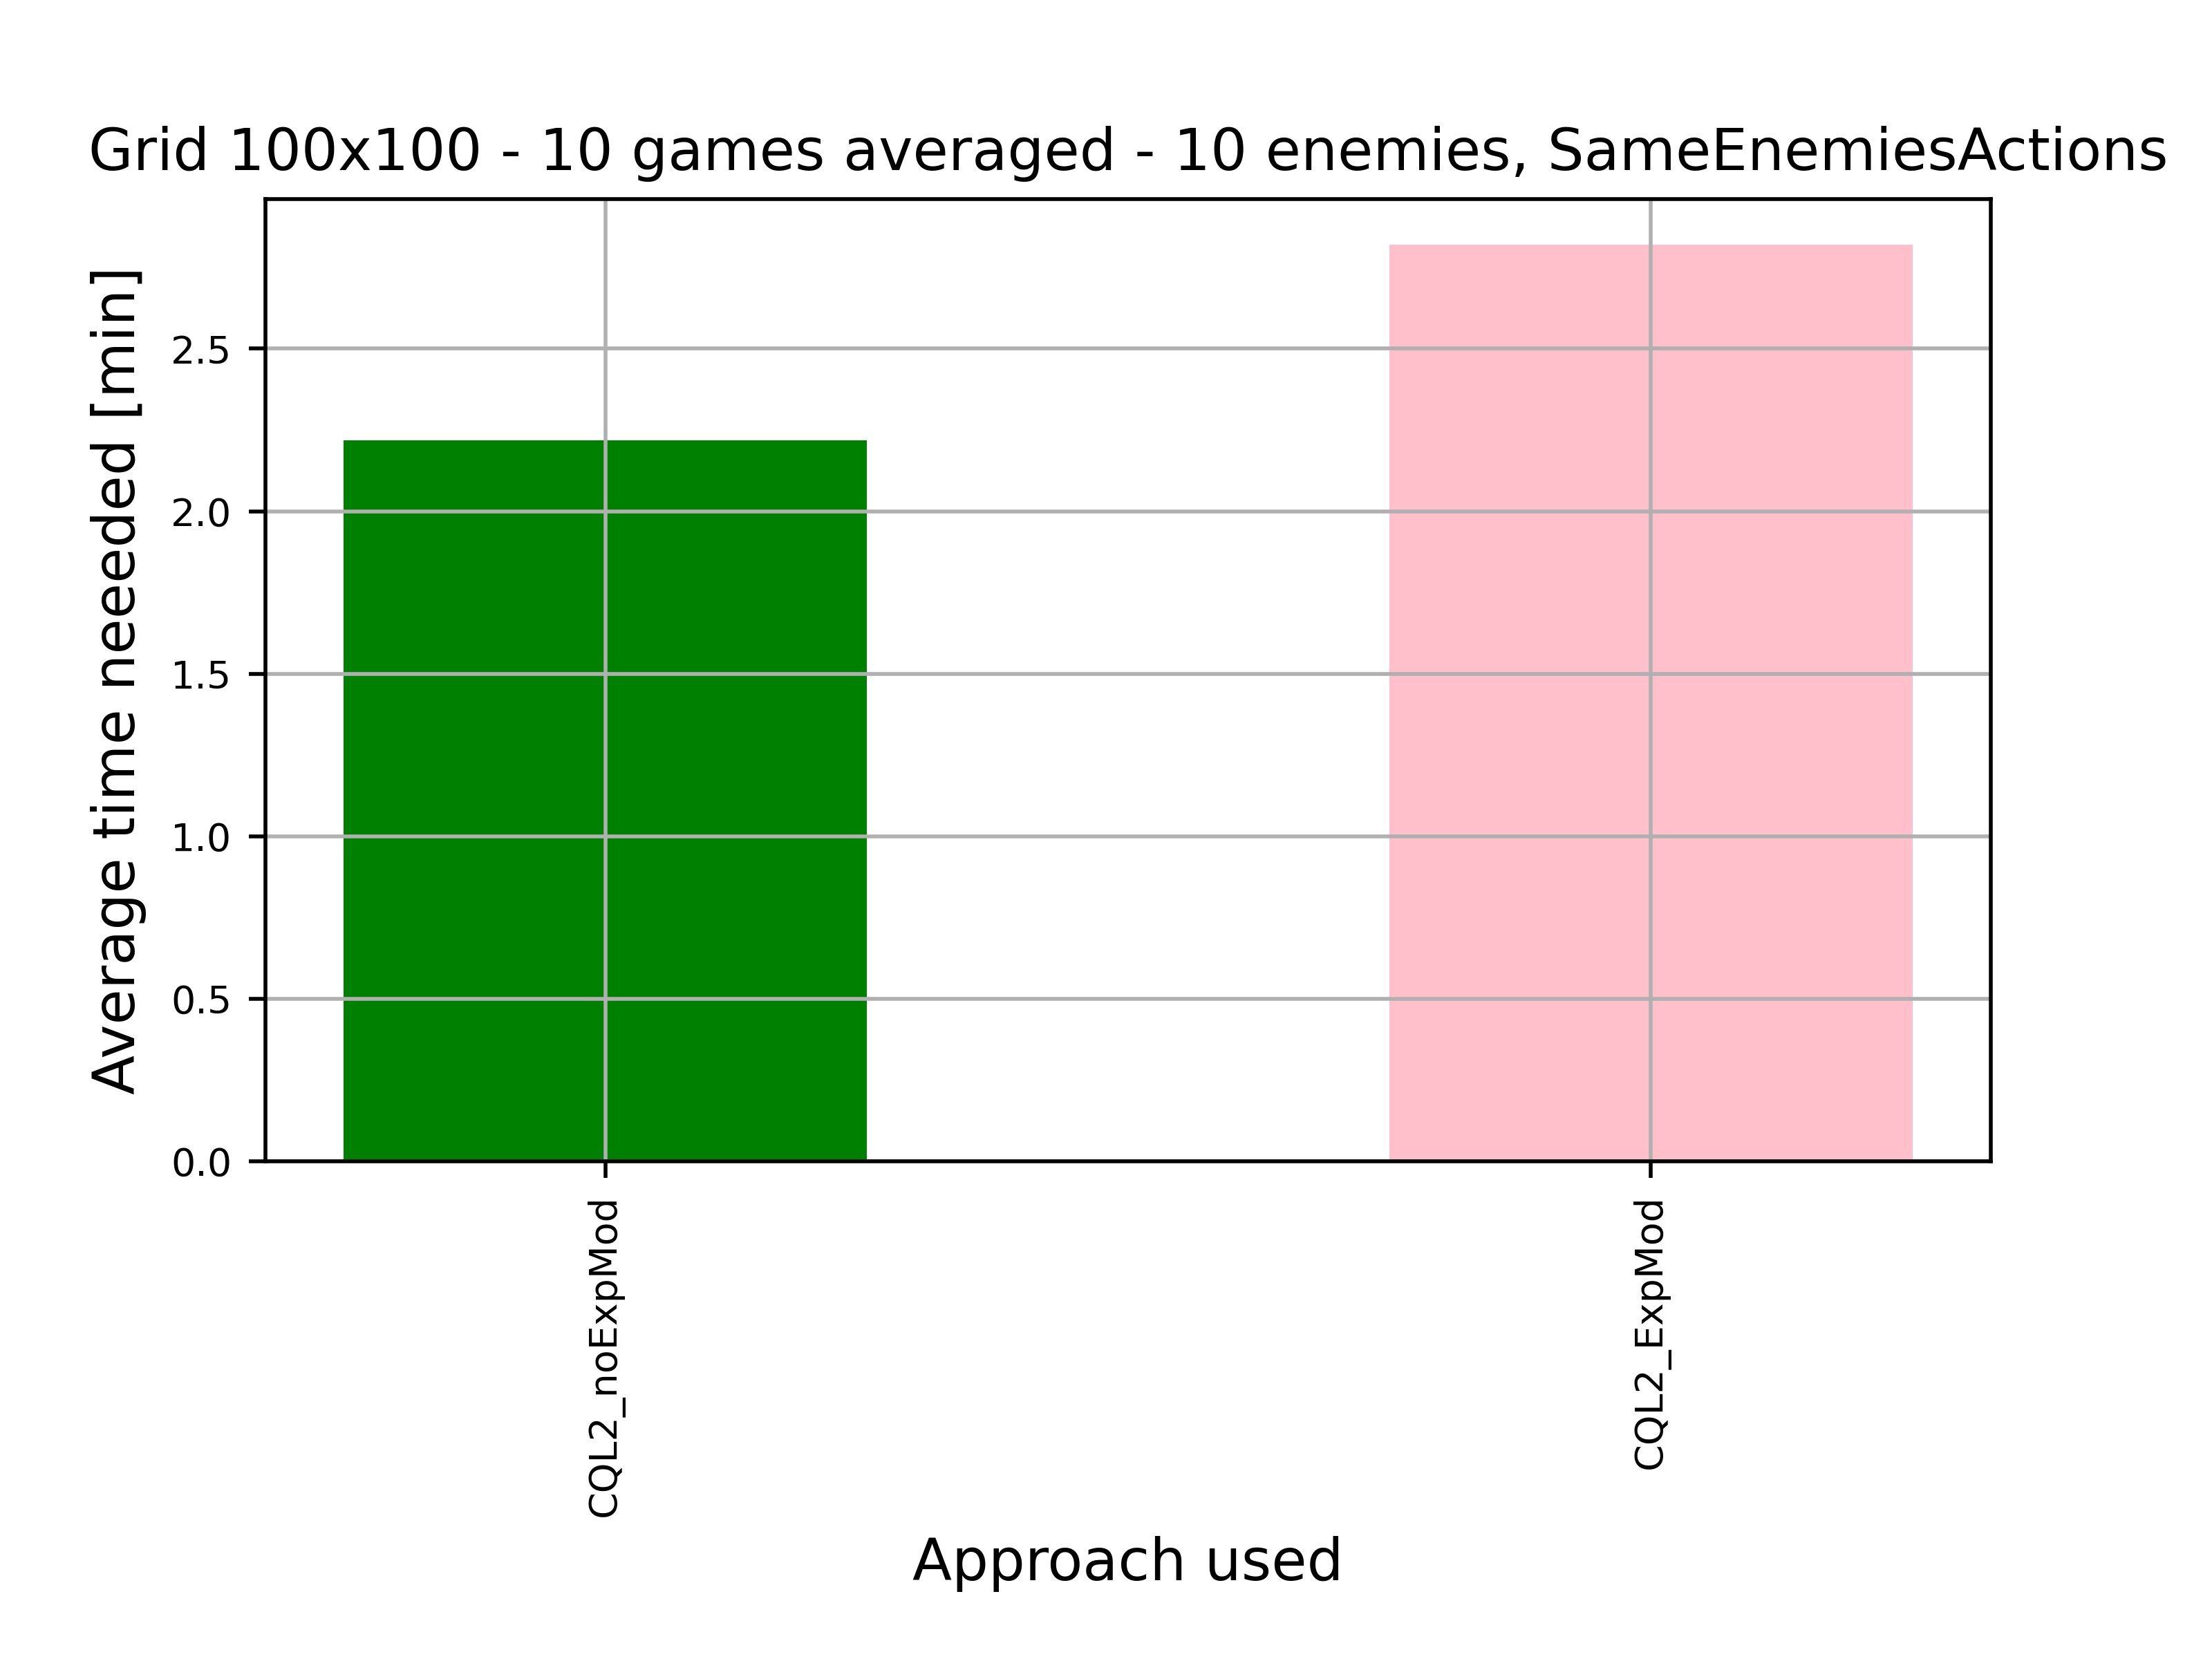 Grid 100x100 - 10 games averaged - 10 enemies, SameEnemiesActions
Average time needed [min]
2.5
2.0
1.5
1.0
0.5
0.0
CQL2_noExpMod
CQL2_ExpMod
Approach used